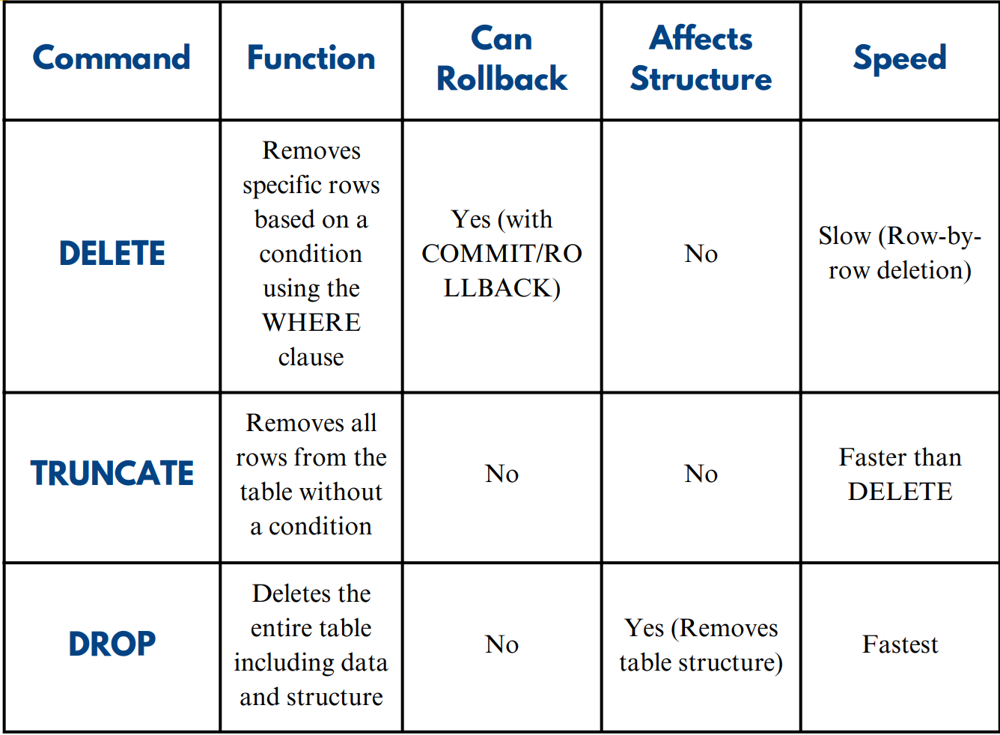 Command
Function
Can
Rollback
Affects
Structure
Speed
DELETE
Removes
specific rows
based on a
condition
using the
WHERE
clause
Yes (with
COMMIT/RO
LLBACK)
No
Slow (Row-by-
row deletion)
TRUNCATE
Removes all
rows from the
table without
a condition
No
No
Faster than
DELETE
DROP
Deletes the
entire table
including data
and structure
No
Yes (Removes
table structure)
Fastest